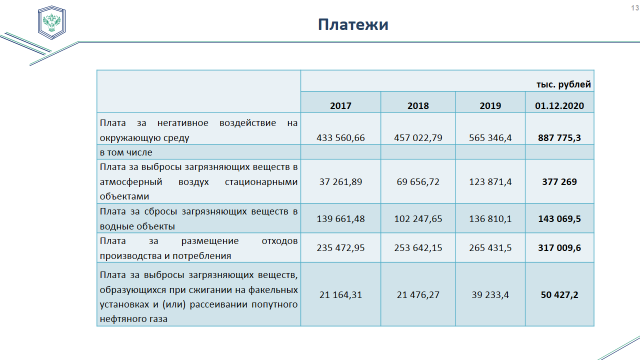 13
Платежи
тыс. рублей
2017 2018 2019 01.12.2020
Плата за негативное воздействие на
окружающую среду 433 560,66 457 022,79 565 346,4 887 775,3
в том числе
Плата за выбросы загрязняющих веществ в
атмосферный воздух стационарными
объектами 37 261,89 69 656,72 123 871,4 377 269
Плата за сбросы загрязняющих веществ в
водные объекты 139 661,48 102 247,65 136 810,1 143 069,5
Плата за размещение отходов
производства и потребления 235 472,95 253 642,15 265 431,5 317 009,6
Плата за выбросы загрязняющих веществ,
образующихся при сжигании на факельных
установках и (или) рассеивании попутного
нефтяного газа 21 164,31 21 476,27 39 233,4 50 427,2